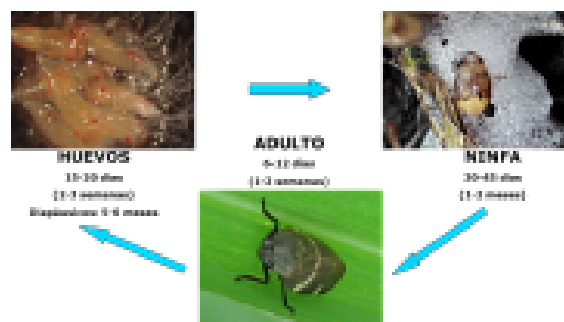 HUEVOS
15-20 días
(2-3 semanas)
Diapáusicos: 5-6 meses
ADULTO
6-12 días
(1-2 semanas)
NINFA
30-45 días
(1-2 meses)